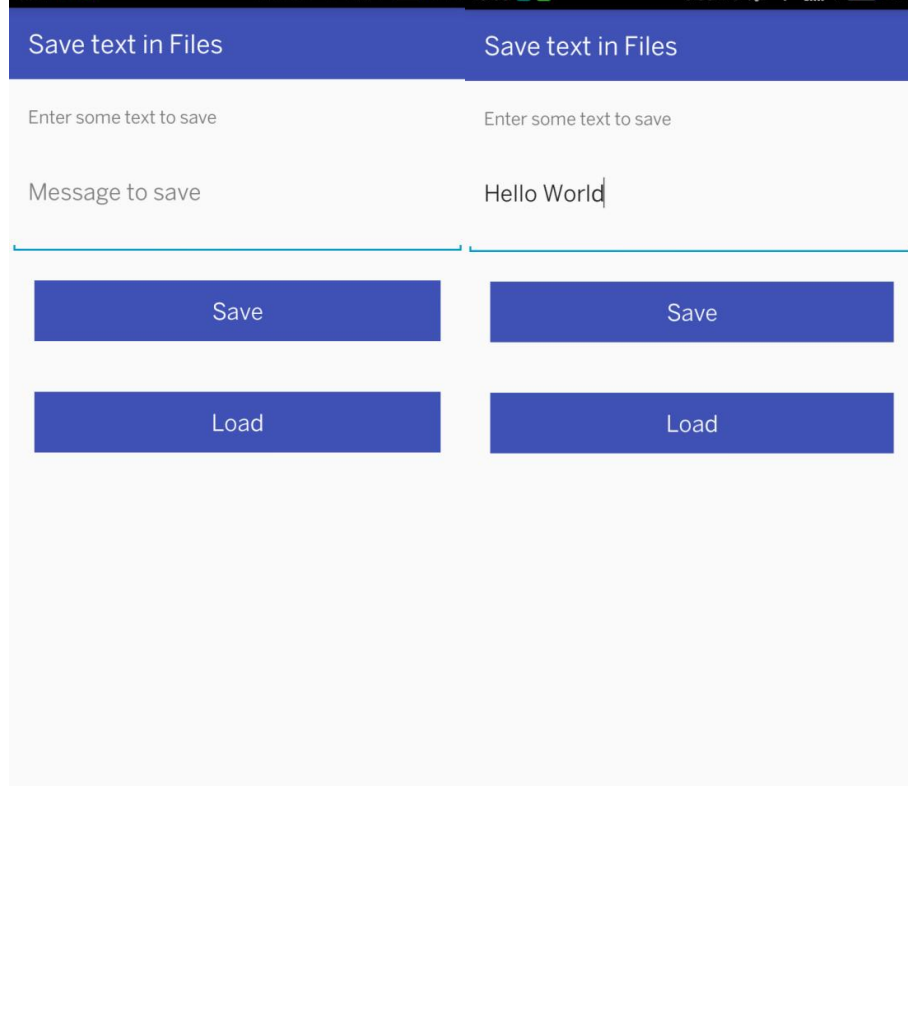 Save text in Files
Enter some text to save
Message to save
Save
Load
Save text in Files
Enter some text to save
Hello World
Save
Load